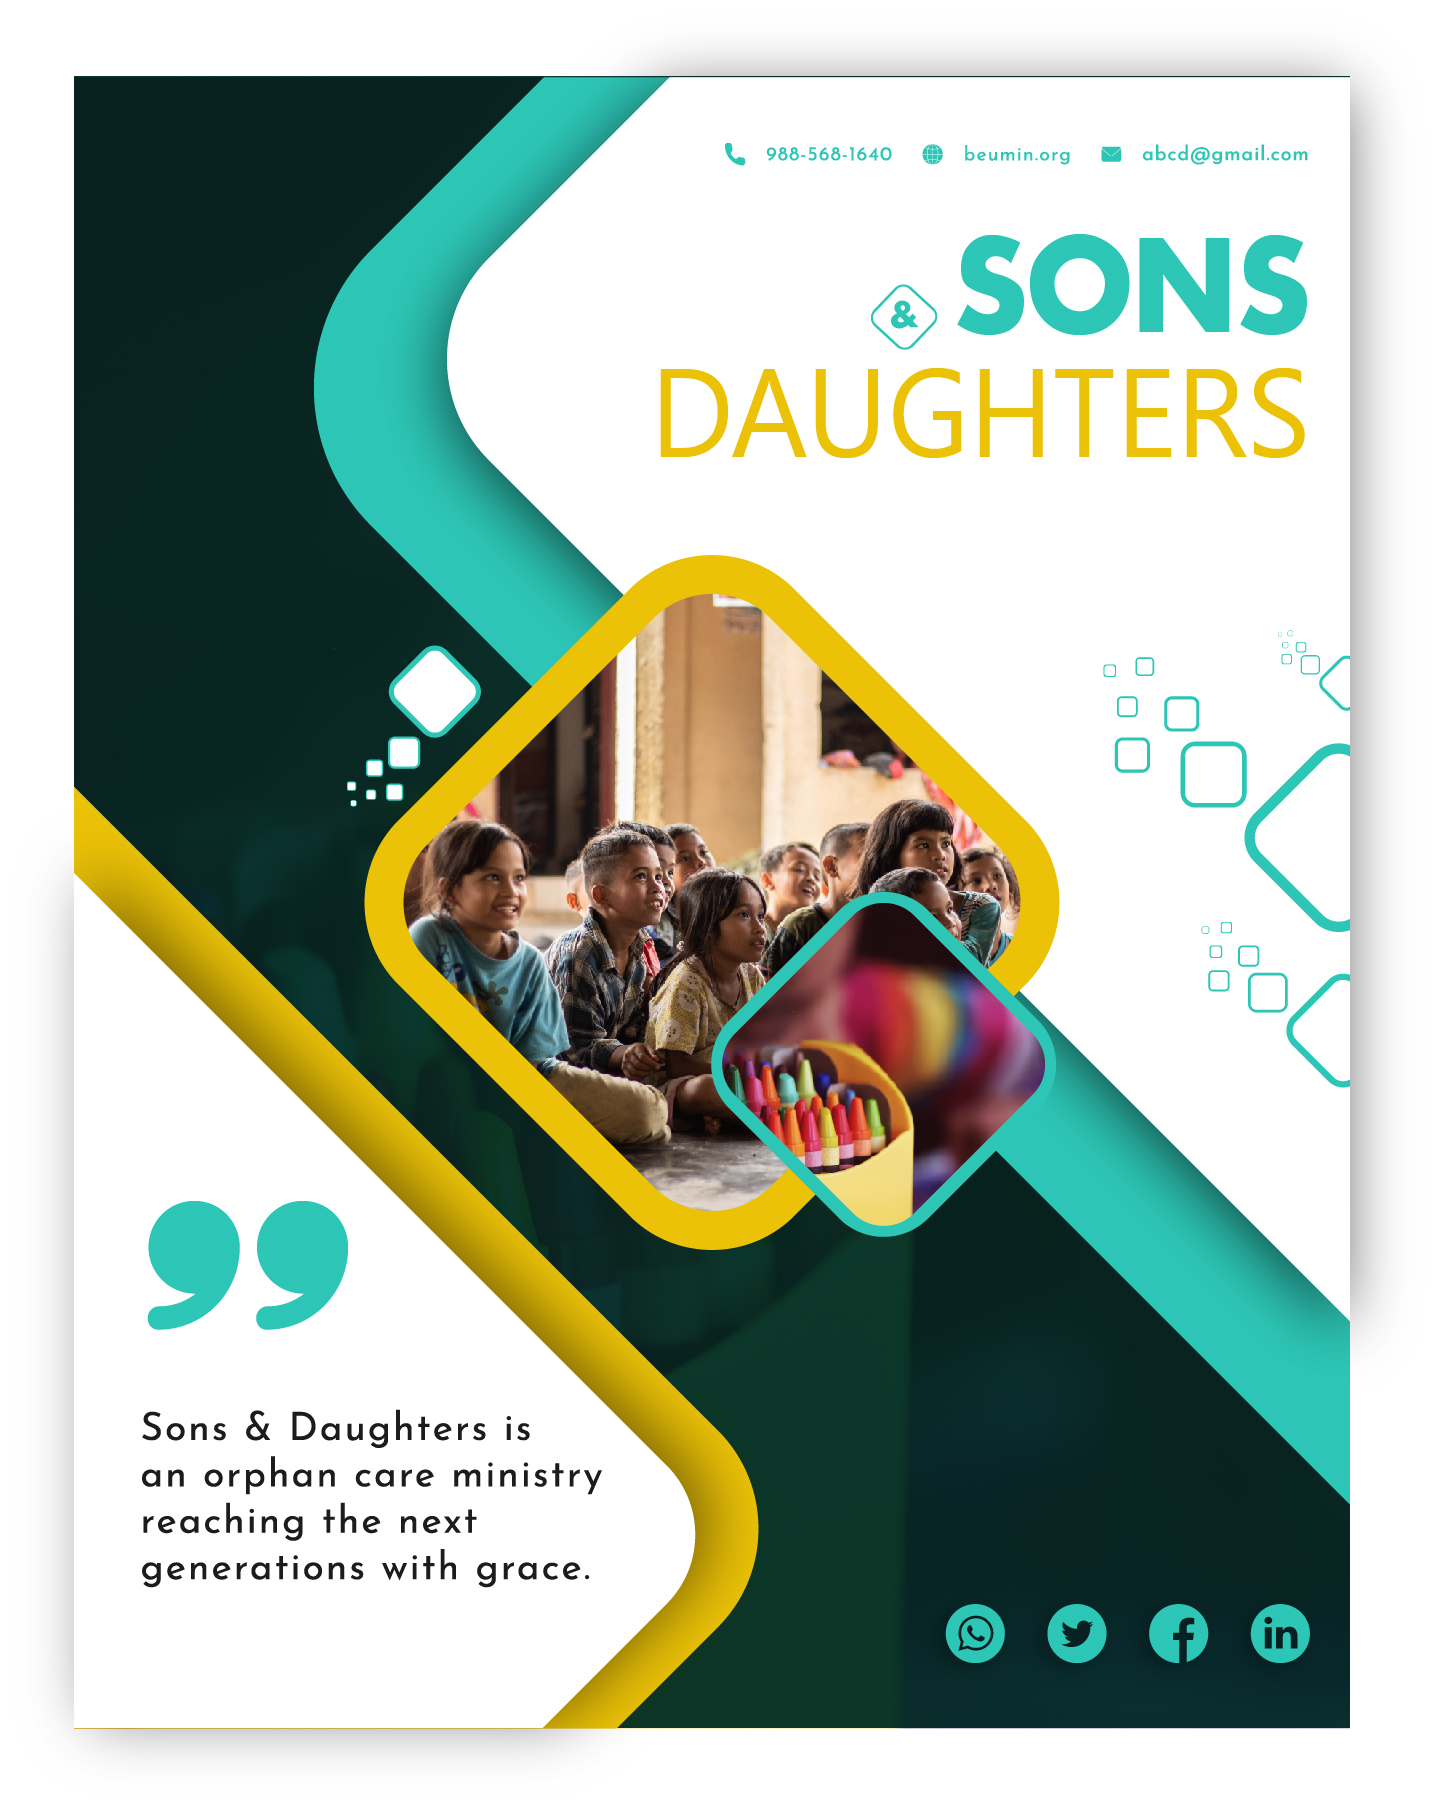 988-568-1640 beumin.org abcd@gmail.com
& SONS
DAUGHTERS
”
Sons & Daughters is
an orphan care ministry
reaching the next
generations with grace.
in